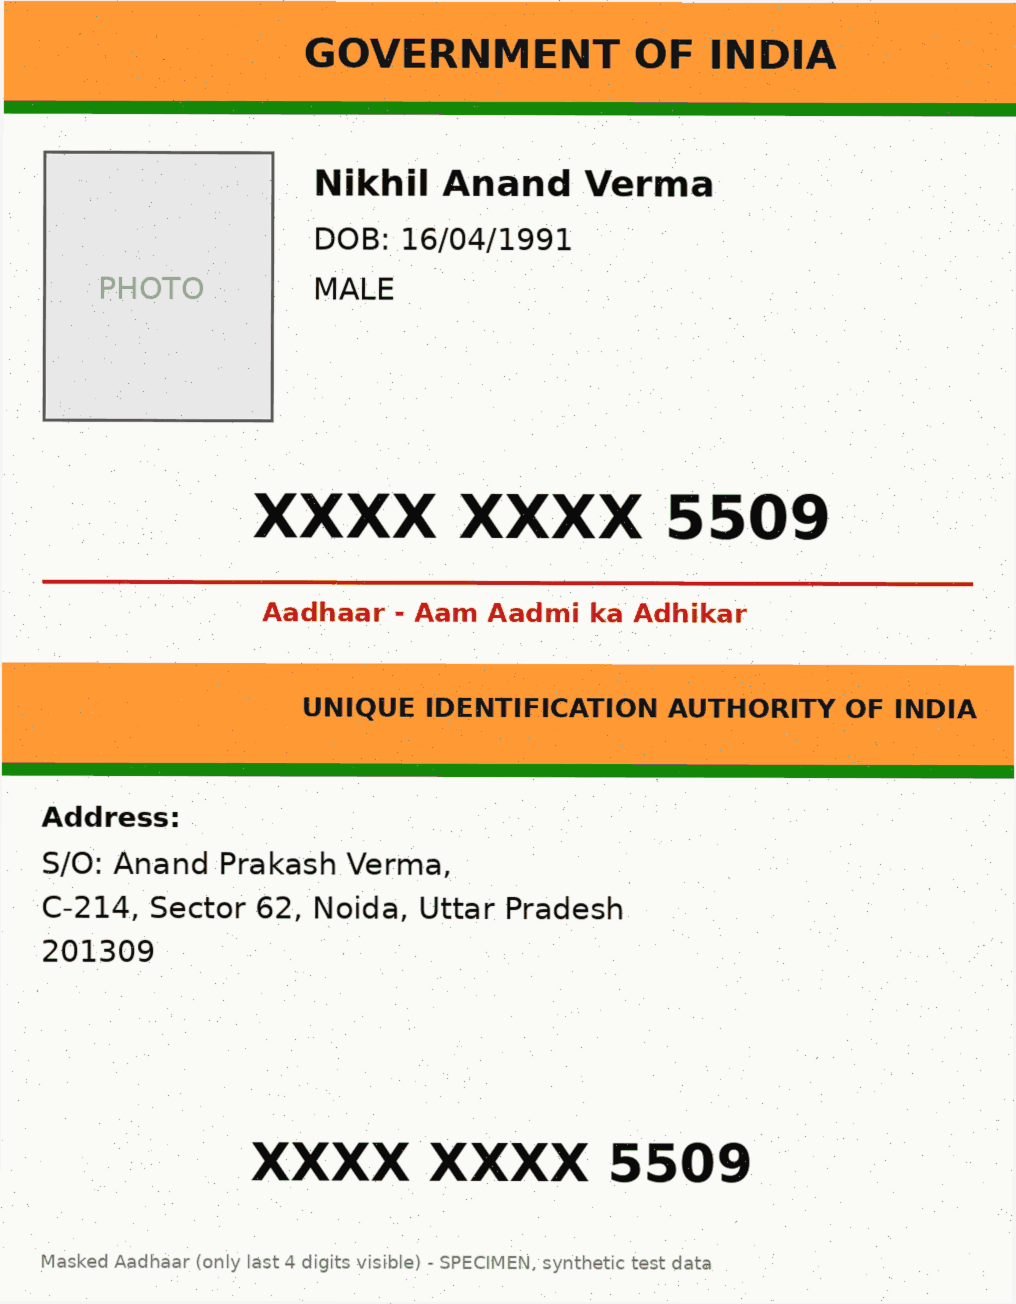 GOVERNMENT OF INDIA
PHOTO
Nikhil Anand Verma
DOB: 16/04/1991
MALE
XXXX XXXX 5509
Aadhaar - Aam Aadmi ka Adhikar
UNIQUE IDENTIFICATION AUTHORITY OF INDIA
Address:
S/O: Anand Prakash Verma,
C-214, Sector 62, Noida, Uttar Pradesh
201309
XXXX XXXX 5509
Masked Aadhaar (only last 4 digits visible) - SPECIMEN, synthetic test data